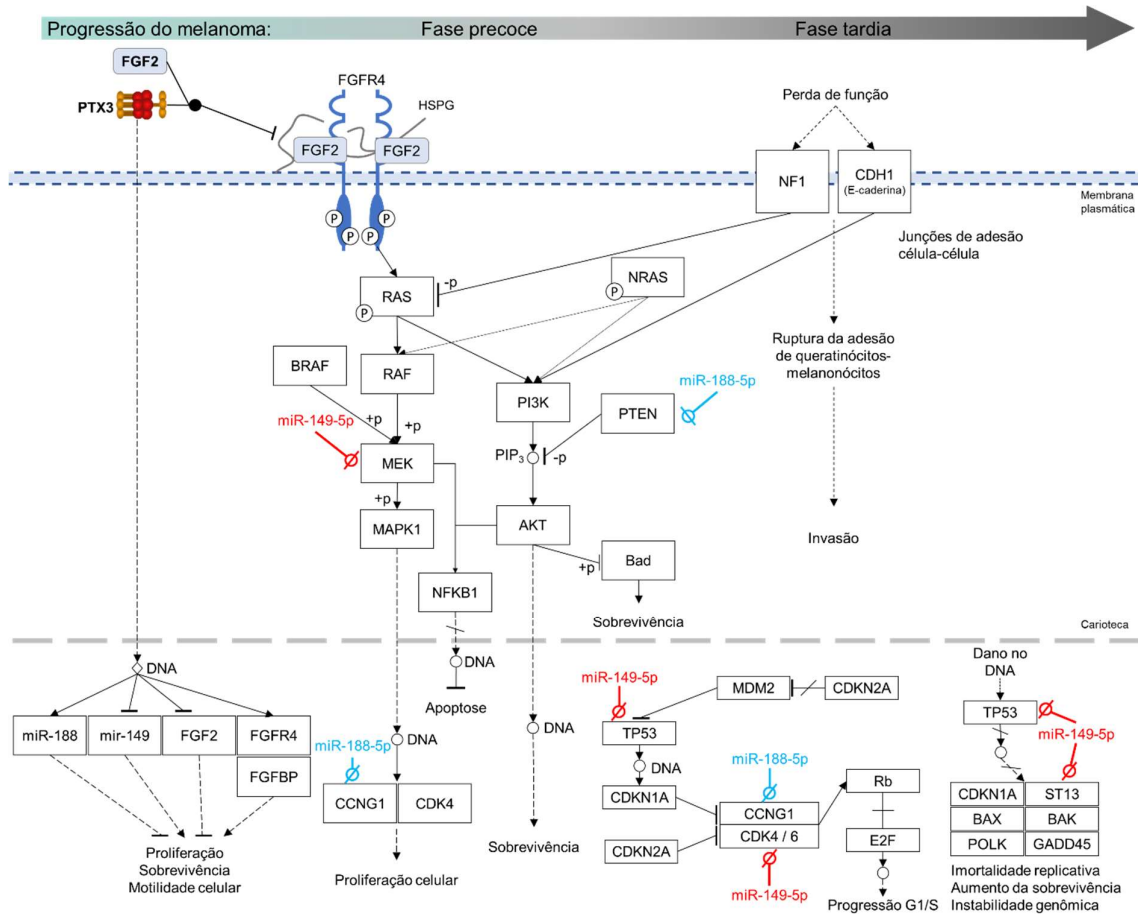 Progressão do melanoma:
Fase precoce
Fase tardia
FGF2
PTX3
FGFR4
HSPG
FGF2
FGF2
P
P
P
P
Perda de função
NF1
CDH1
(E-caderina)
Membrana
plasmática
Junções de adesão
célula-célula
RAS
P
-p
NRAS
P
BRAF
RAF
+p
+p
miR-149-5p
MEK
+p
MAPK1
PI3K
PIP3
-p
PTEN
miR-188-5p
AKT
+p
Bad
Sobrevivência
NFKB1
Ruptura da adesão
de queratinócitos-
melanonócitos
Invasão
Carioteca
DNA
miR-188
mir-149
FGF2
FGFR4
FGFBP
Proliferação
Sobrevivência
Motilidade celular
DNA
Apoptose
miR-188-5p
DNA
CCNG1
CDK4
Proliferação celular
DNA
Sobrevivência
miR-149-5p
MDM2
CDKN2A
TP53
DNA
CDKN1A
CDKN2A
miR-188-5p
CCNG1
CDK4 / 6
miR-149-5p
Rb
E2F
Progressão G1/S
Dano no
DNA
TP53
miR-149-5p
CDKN1A
ST13
BAX
BAK
POLK
GADD45
Imortalidade replicativa
Aumento da sobrevivência
Instabilidade genômica